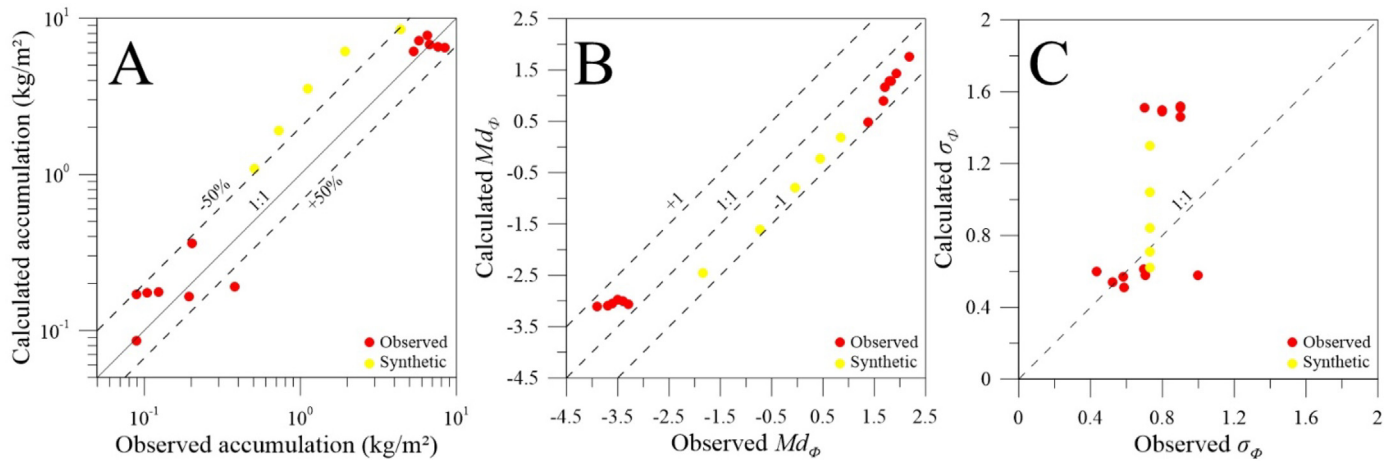 A
Calculated accumulation (kg/m²)
10¹
10⁰
10⁻¹
-50%
1:1
+50%
Observed
Synthetic
10⁻¹
10⁰
10¹
Observed accumulation (kg/m²)
B
Calculated Md_Φ
2.5
1.5
0.5
-0.5
-1.5
-2.5
-3.5
-4.5
+1
1:1
-1
Observed
Synthetic
-4.5
-3.5
-2.5
-1.5
-0.5
0.5
1.5
2.5
Observed Md_Φ
C
Calculated σ_Φ
2
1.6
1.2
0.8
0.4
0
1:1
Observed
Synthetic
0
0.4
0.8
1.2
1.6
2
Observed σ_Φ